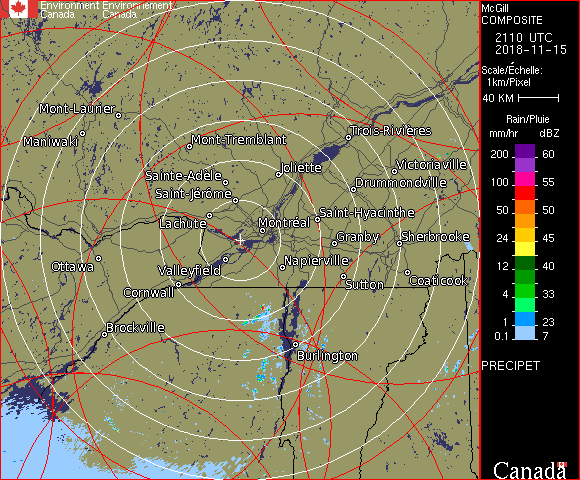 Environment Environnement
Canada Canada
McGill
COMPOSITE
2110 UTC
2018-11-15
Scale/Échelle:
1km/Pixel
40 KM
Rain/Pluie
mm/hr dBZ
200 60
150 57
100 55
50 50
24 45
12 40
4 33
1 23
0.1 7
PRECIPET
Canada
Mont-Laurier
Maniwaki
Mont-Tremblant
Trois-Rivières
Sainte-Adèle
Joliette
Victoriaville
Saint-Jérôme
Drummondville
Lachute
Montréal
Saint-Hyacinthe
Granby
Sherbrooke
Ottawa
Valleyfield
Napierville
Cornwall
Sutton
Coaticook
Brockville
Burlington